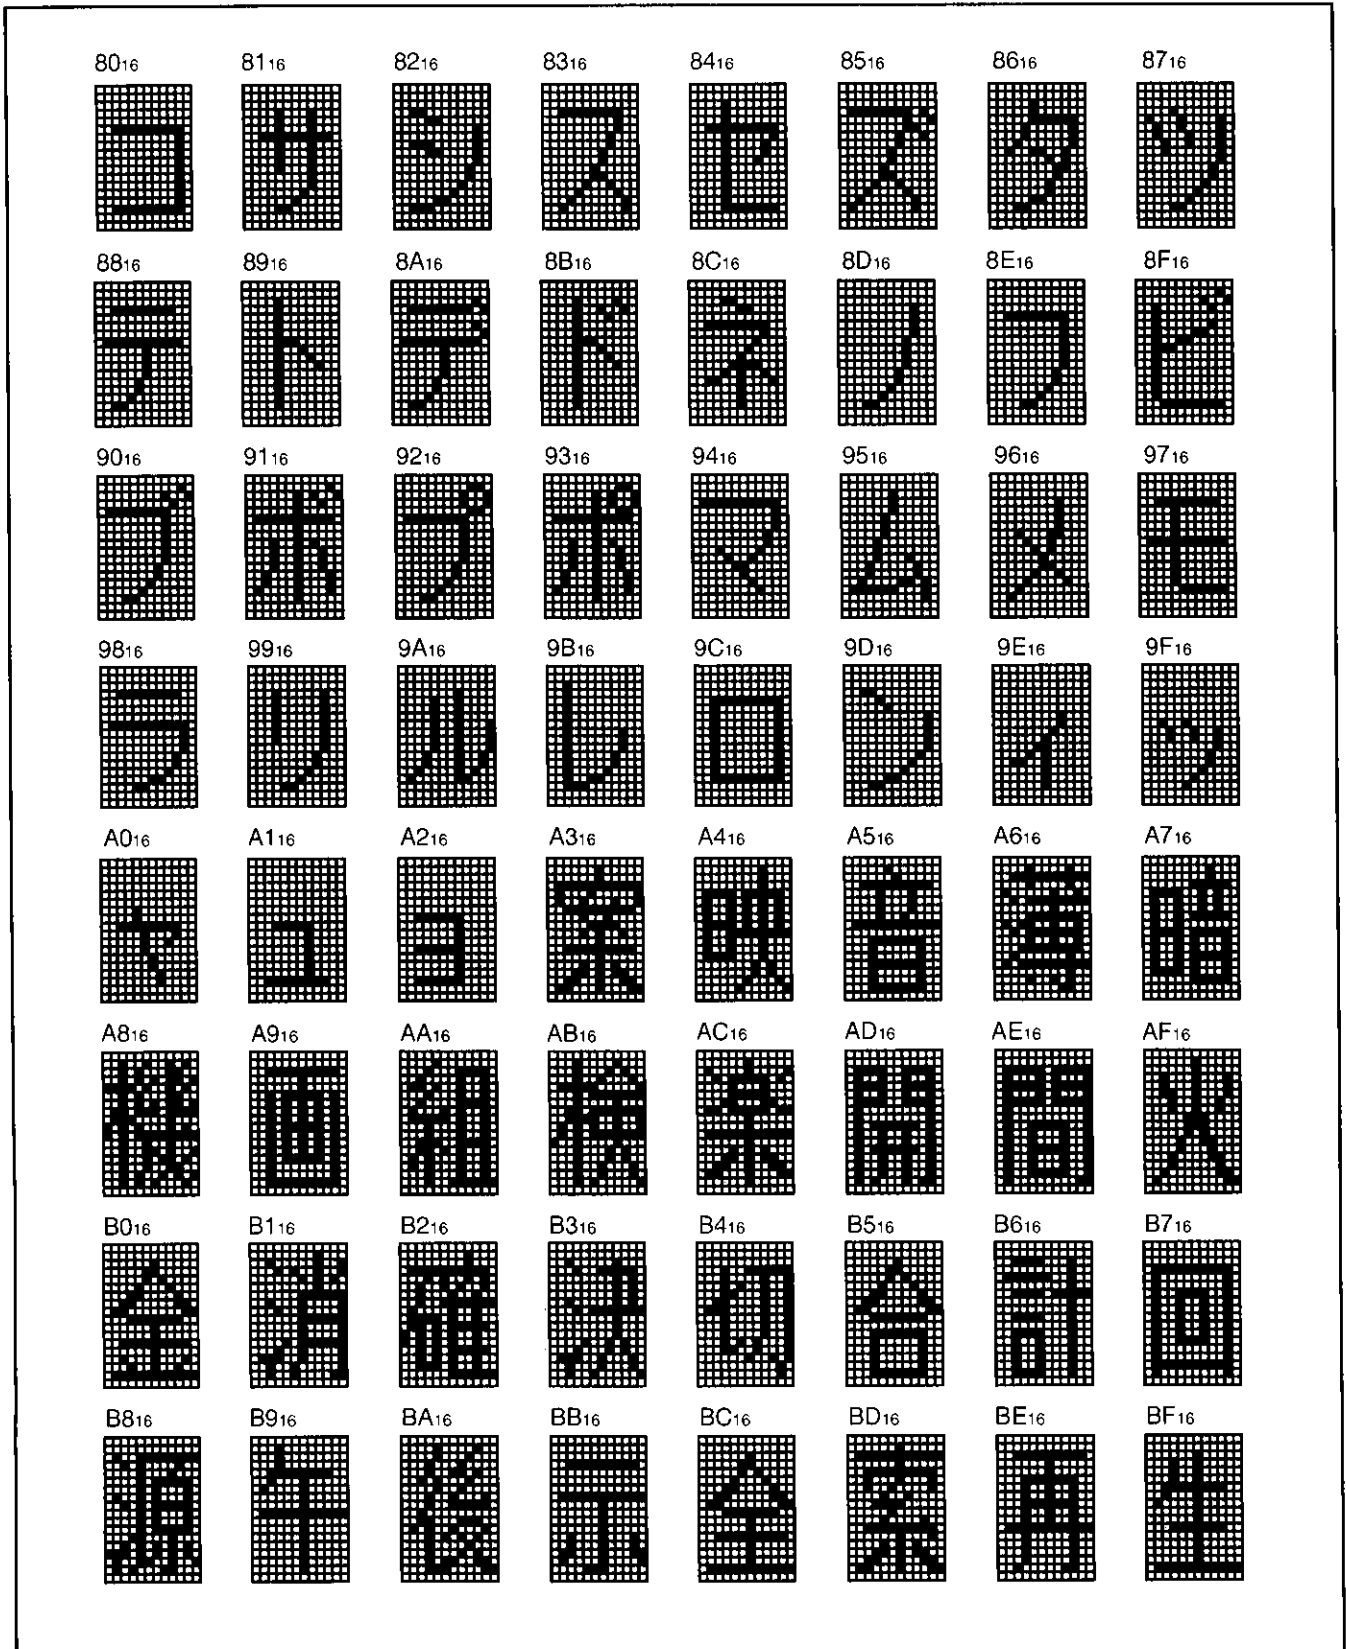 80₁₆ 81₁₆ 82₁₆ 83₁₆ 84₁₆ 85₁₆ 86₁₆ 87₁₆
コ サ シ ス セ ズ タ ツ
88₁₆ 89₁₆ 8A₁₆ 8B₁₆ 8C₁₆ 8D₁₆ 8E₁₆ 8F₁₆
テ ト デ ド ネ ノ フ ビ
90₁₆ 91₁₆ 92₁₆ 93₁₆ 94₁₆ 95₁₆ 96₁₆ 97₁₆
ブ ボ プ ポ マ ム メ モ
98₁₆ 99₁₆ 9A₁₆ 9B₁₆ 9C₁₆ 9D₁₆ 9E₁₆ 9F₁₆
ラ リ ル レ ロ ン ィ ッ
A0₁₆ A1₁₆ A2₁₆ A3₁₆ A4₁₆ A5₁₆ A6₁₆ A7₁₆
ャ ュ ョ 映 音 暗
A8₁₆ A9₁₆ AA₁₆ AB₁₆ AC₁₆ AD₁₆ AE₁₆ AF₁₆
機 画 組 楽 開 間 火
B0₁₆ B1₁₆ B2₁₆ B3₁₆ B4₁₆ B5₁₆ B6₁₆ B7₁₆
金 消 確 決 切 合 計 回
B8₁₆ B9₁₆ BA₁₆ BB₁₆ BC₁₆ BD₁₆ BE₁₆ BF₁₆
源 午 後 示 全 索 再 生